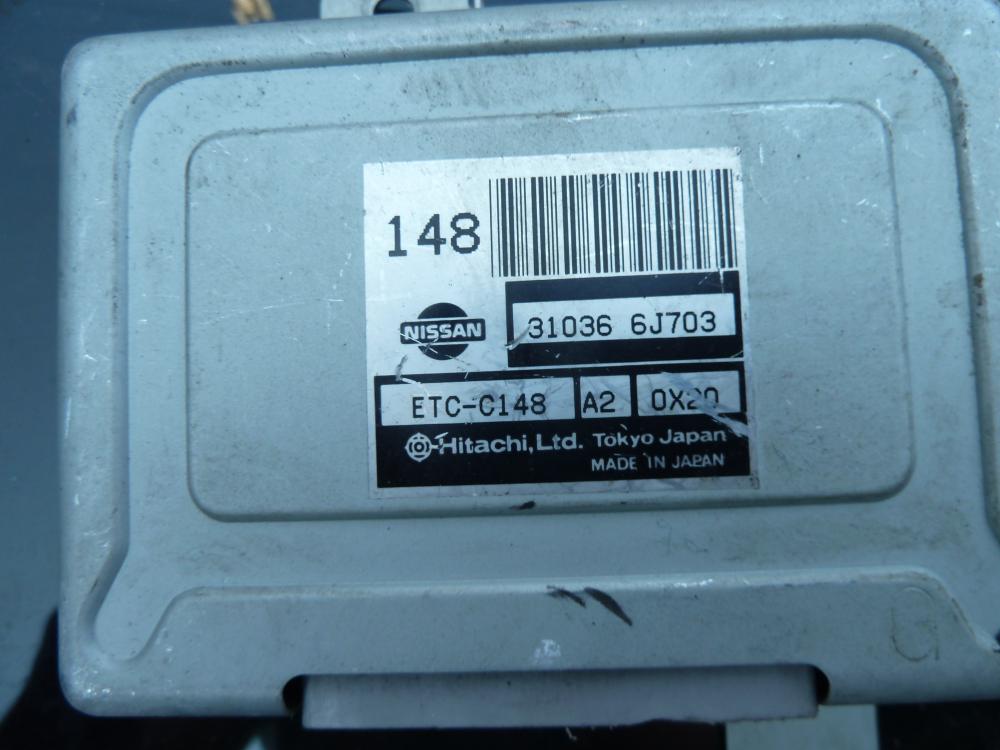 148
NISSAN
31036 6J703
ETC-C148 A2 0X20
Hitachi, Ltd. Tokyo Japan
MADE IN JAPAN